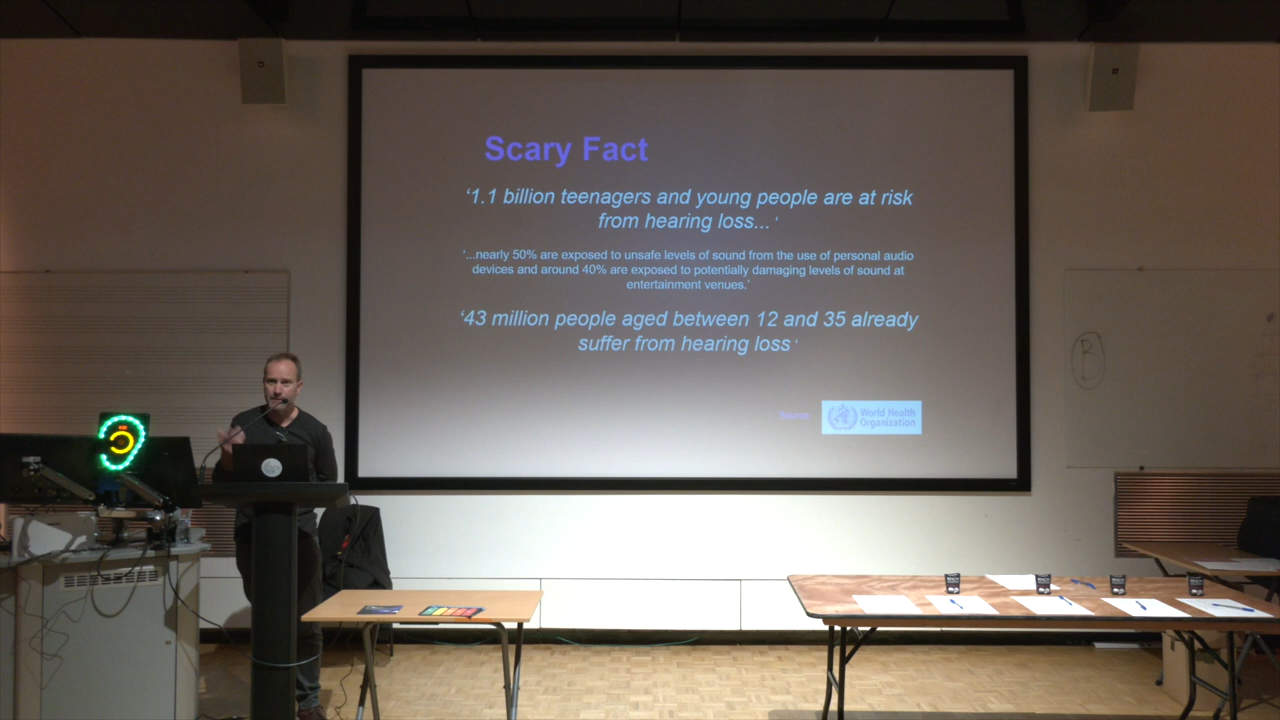 Scary Fact
‘1.1 billion teenagers and young people are at risk
from hearing loss... ‘
‘...nearly 50% are exposed to unsafe levels of sound from the use of personal audio
devices and around 40% are exposed to potentially damaging levels of sound at
entertainment venues.’
‘43 million people aged between 12 and 35 already
suffer from hearing loss ‘
Source
World Health
Organization
B